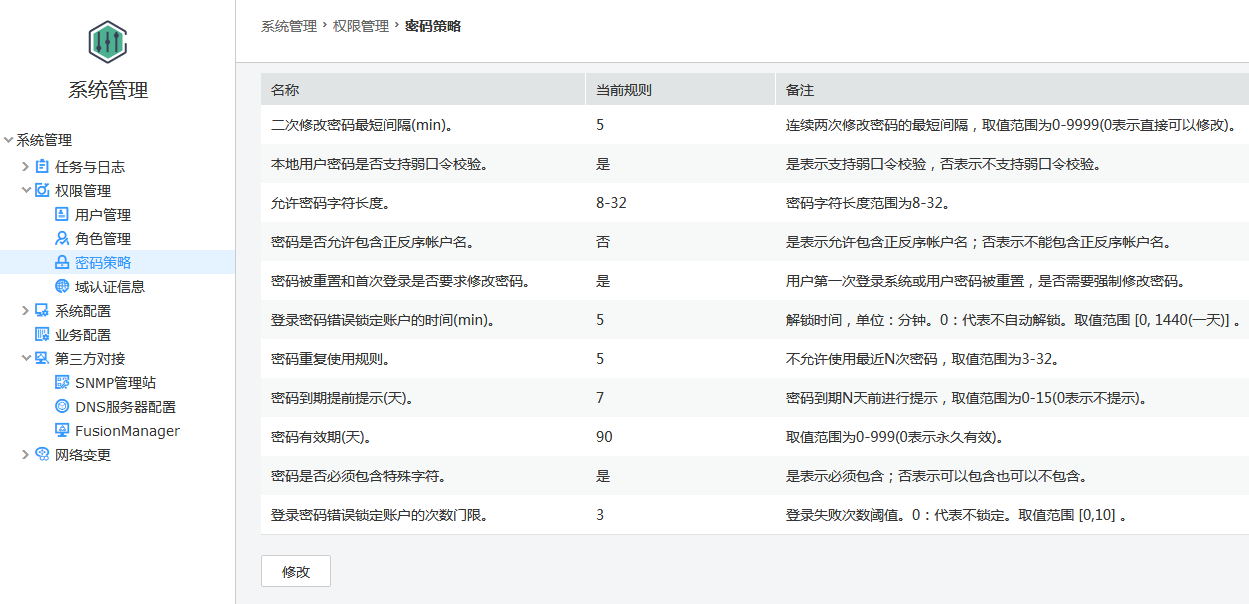 系统管理
系统管理
任务与日志
权限管理
用户管理
角色管理
密码策略
域认证信息
系统配置
业务配置
第三方对接
SNMP管理站
DNS服务器配置
FusionManager
网络变更
系统管理 › 权限管理 › 密码策略
名称 当前规则 备注
二次修改密码最短间隔(min)。 5 连续两次修改密码的最短间隔，取值范围为0-9999(0表示直接可以修改)。
本地用户密码是否支持弱口令校验。 是 是表示支持弱口令校验，否表示不支持弱口令校验。
允许密码字符长度。 8-32 密码字符长度范围为8-32。
密码是否允许包含正反序帐户名。 否 是表示允许包含正反序帐户名；否表示不能包含正反序帐户名。
密码被重置和首次登录是否要求修改密码。 是 用户第一次登录系统或用户密码被重置，是否需要强制修改密码。
登录密码错误锁定账户的时间(min)。 5 解锁时间，单位：分钟。0：代表不自动解锁。取值范围 [0, 1440(一天)] 。
密码重复使用规则。 5 不允许使用最近N次密码，取值范围为3-32。
密码到期提前提示(天)。 7 密码到期N天前进行提示，取值范围为0-15(0表示不提示)。
密码有效期(天)。 90 取值范围为0-999(0表示永久有效)。
密码是否必须包含特殊字符。 是 是表示必须包含；否表示可以包含也可以不包含。
登录密码错误锁定账户的次数门限。 3 登录失败次数阈值。0：代表不锁定。取值范围 [0,10] 。
修改